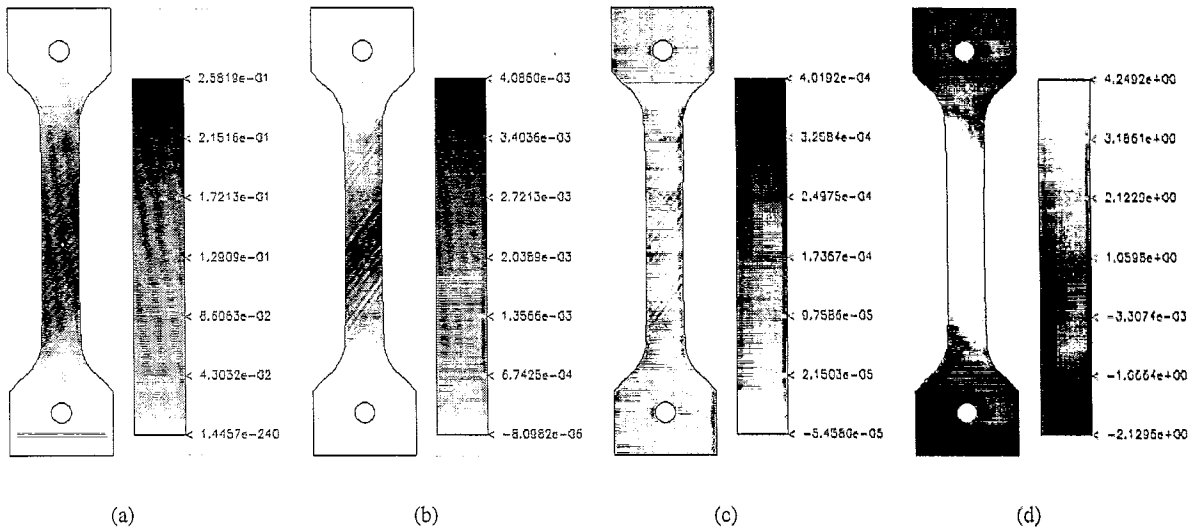 2.5819e-01
2.1516e-01
1.7213e-01
1.2909e-01
8.6063e-02
4.3032e-02
1.4457e-240
(a)
4.0860e-03
3.4036e-03
2.7213e-03
2.0389e-03
1.3566e-03
6.7425e-04
-8.0982e-06
(b)
4.0192e-04
3.2584e-04
2.4975e-04
1.7367e-04
9.7586e-05
2.1503e-05
-5.4580e-05
(c)
4.2492e+00
3.1861e+00
2.1229e+00
1.0598e+00
-3.3074e-03
-1.0664e+00
-2.1295e+00
(d)